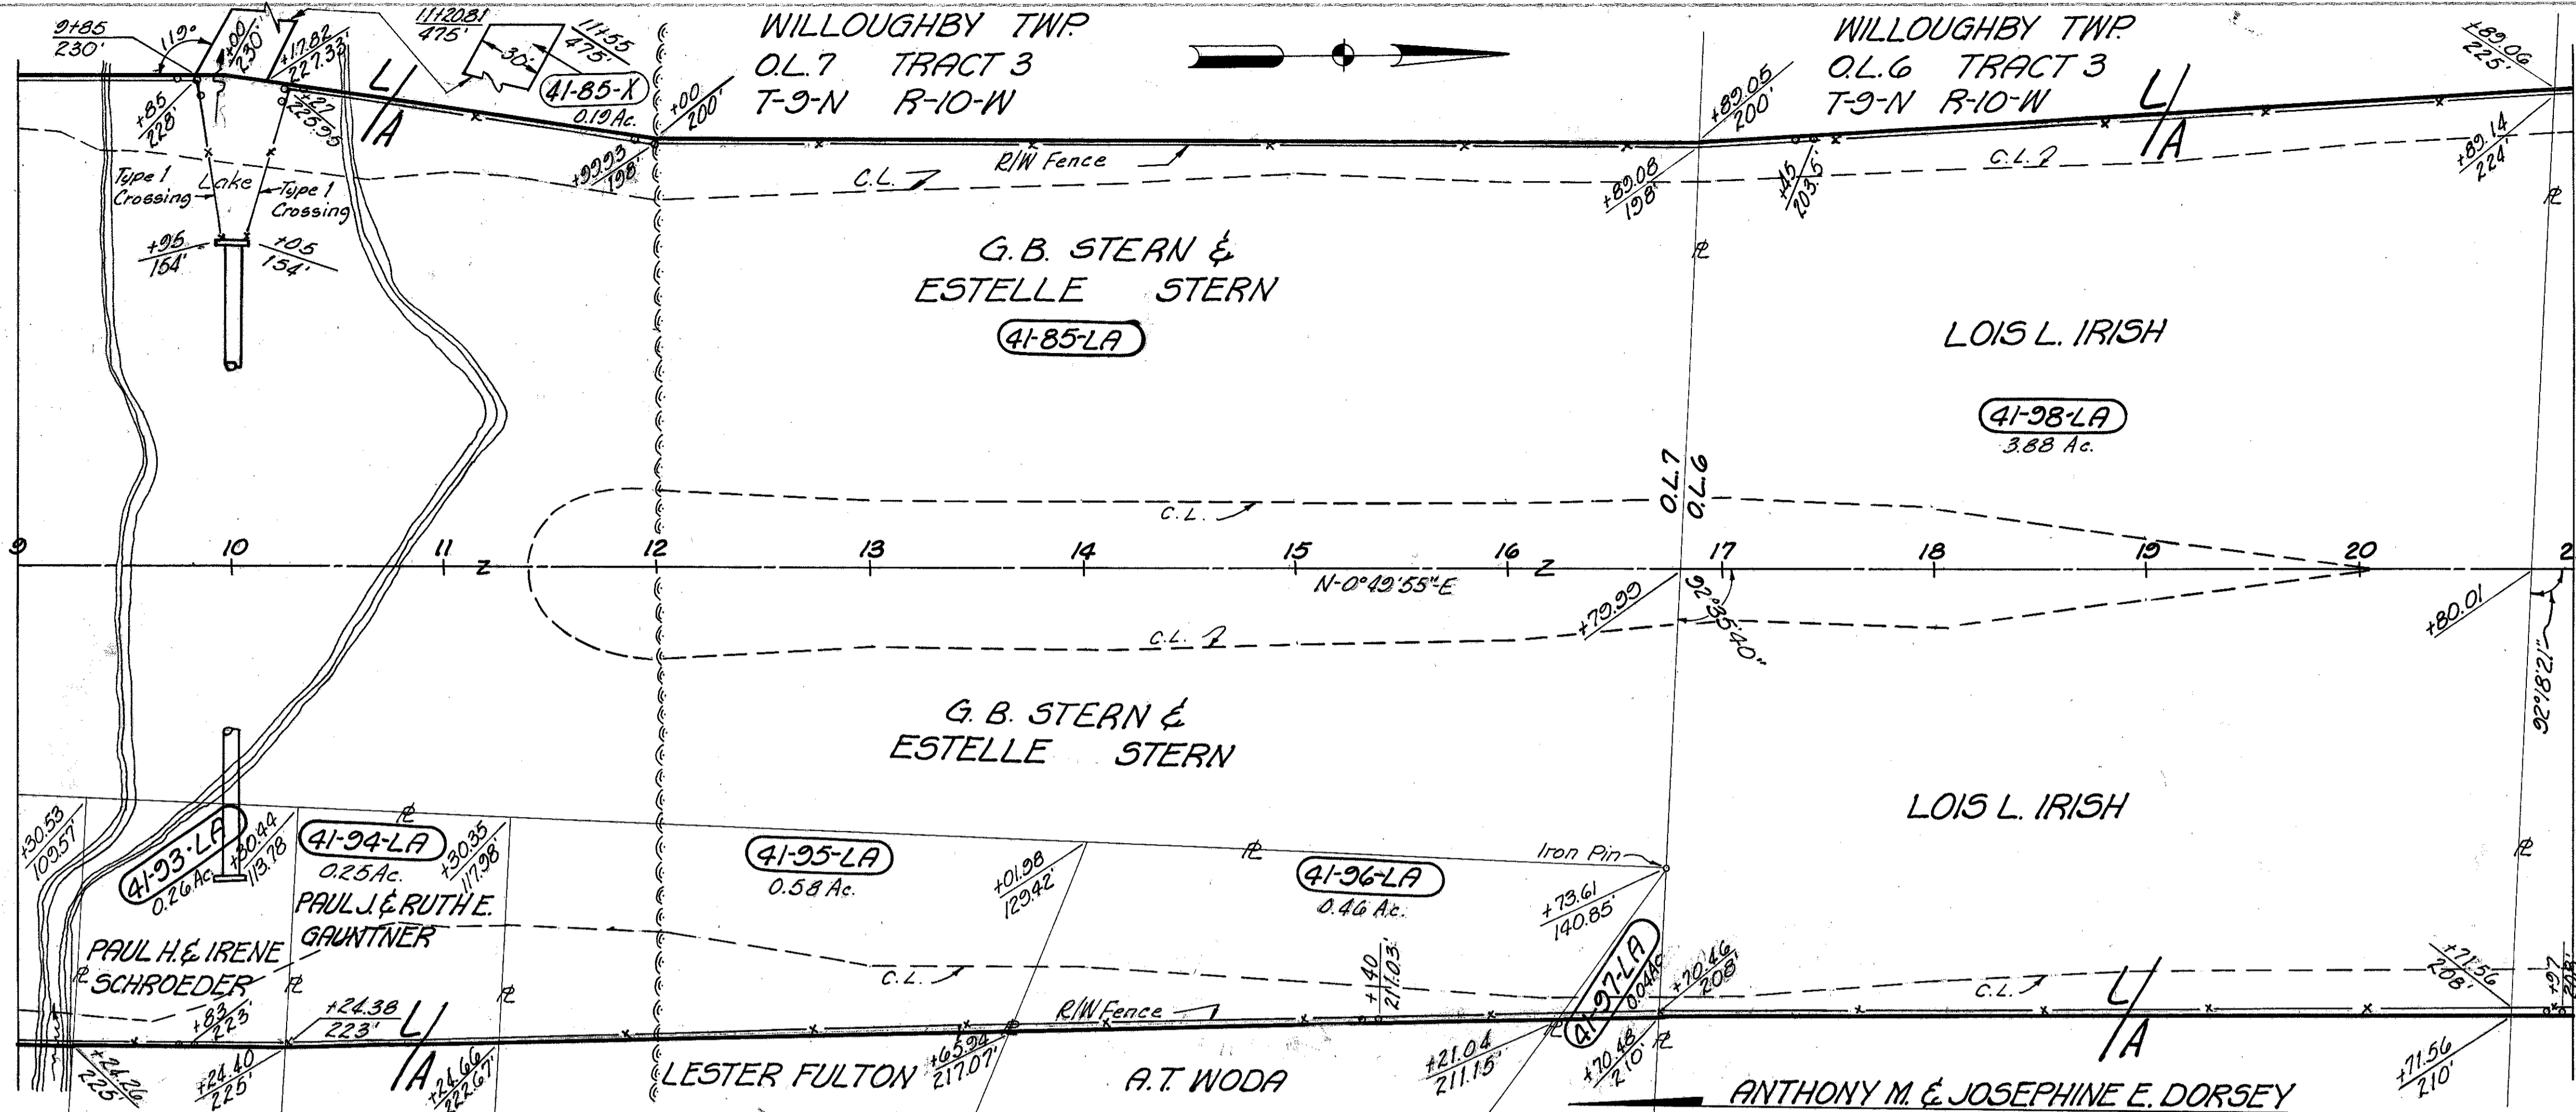 9+85
230'
119°
+00
230'
+17.82
227.33'
11+20.81
475'
30'
11+55
475'
41-85-X
0.19 Ac.
WILLOUGHBY TWP.
O.L.7 TRACT 3
T-9-N R-10-W
WILLOUGHBY TWP.
O.L.6 TRACT 3
T-9-N R-10-W
+89.06
225'
+85
228'
+27
225.95
L/A
+00
200'
+89.05
200'
L/A
+89.14
224'
Type 1
Crossing
Lake
Type 1
Crossing
+99.93
198'
C.L.
R/W Fence
+89.08
198'
+45
203.5'
C.L.
+95
154'
+05
154'
G.B. STERN &
ESTELLE STERN
41-85-LA
LOIS L. IRISH
41-98-LA
3.88 Ac.
O.L.7
O.L.6
C.L.
9
10
11
12
13
14
15
16
17
18
19
20
2
Z
Z
N-0°49'55"-E
+79.99
92°35'40"
+80.01
92°18'21"
C.L.
G.B. STERN &
ESTELLE STERN
LOIS L. IRISH
+30.53
109.57'
41-93-LA
0.26 Ac.
+30.44
113.78'
41-94-LA
0.25 Ac.
+30.35
117.98'
41-95-LA
0.58 Ac.
+01.98
129.42'
41-96-LA
0.46 Ac.
Iron Pin
+73.61
140.85'
PAUL J. & RUTH E.
GAUNTNER
PAUL H. & IRENE
SCHROEDER
C.L.
+40
211.03'
41-97-LA
0.04 Ac.
+70.46
208'
C.L.
+71.56
208'
+97
208'
+83
223'
+24.38
223'
L/A
R/W Fence
L/A
+24.26
225'
+24.40
225'
+24.66
222.67'
LESTER FULTON
+65.94
217.07'
A.T. WODA
+21.04
211.15'
+70.48
210'
+71.56
210'
ANTHONY M. & JOSEPHINE E. DORSEY